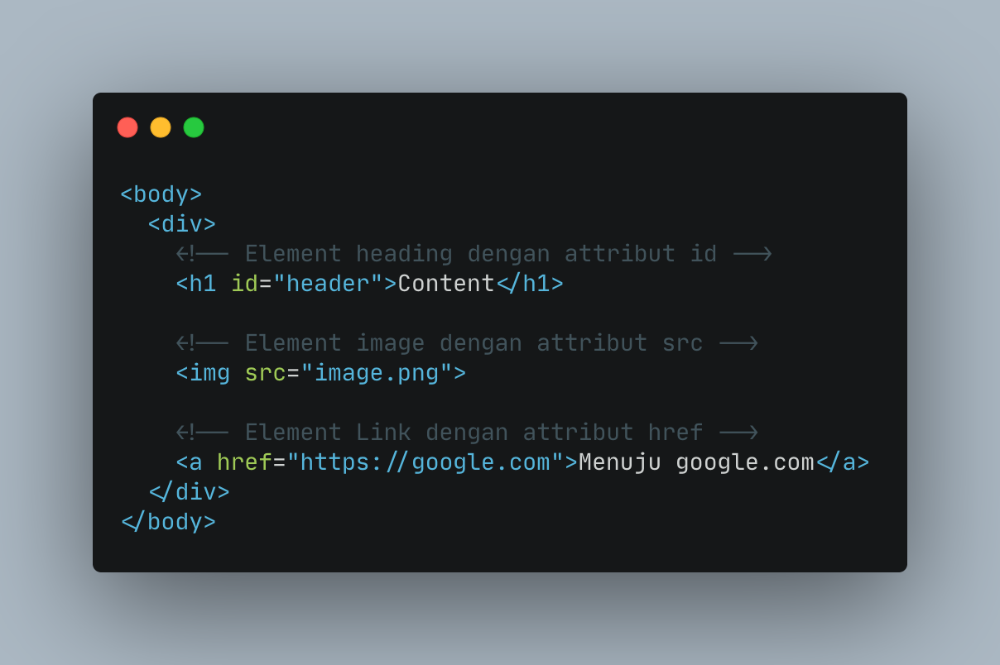 <body>
<div>
<!-- Element heading dengan attribut id -->
<h1 id="header">Content</h1>
<!-- Element image dengan attribut src -->
<img src="image.png">
<!-- Element Link dengan attribut href -->
<a href="https://google.com">Menuju google.com</a>
</div>
</body>